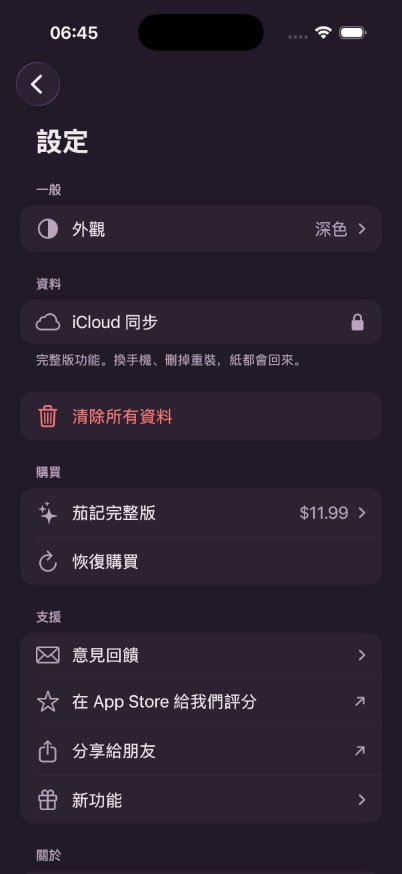 06:45
設定
一般
外觀
深色
資料
iCloud 同步
完整版功能。換手機、刪掉重裝，紙都會回來。
清除所有資料
購買
茄記完整版
$11.99
恢復購買
支援
意見回饋
在 App Store 給我們評分
分享給朋友
新功能
關於